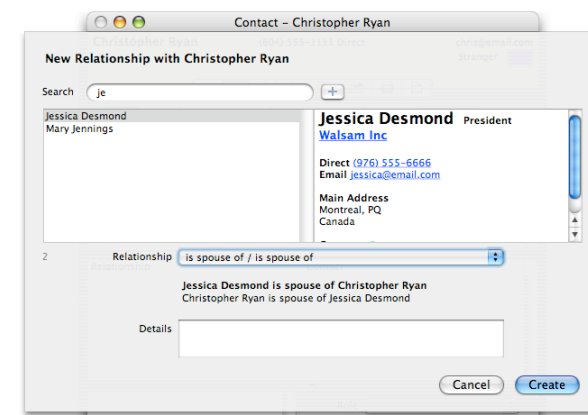 Contact – Christopher Ryan
Christopher Ryan
New Relationship with Christopher Ryan
Search je
Jessica Desmond
Mary Jennings
Jessica Desmond President
Walsam Inc
Direct (976) 555-6666
Email jessica@email.com
Main Address
Montreal, PQ
Canada
2 Relationship is spouse of / is spouse of
Jessica Desmond is spouse of Christopher Ryan
Christopher Ryan is spouse of Jessica Desmond
Details
Cancel Create